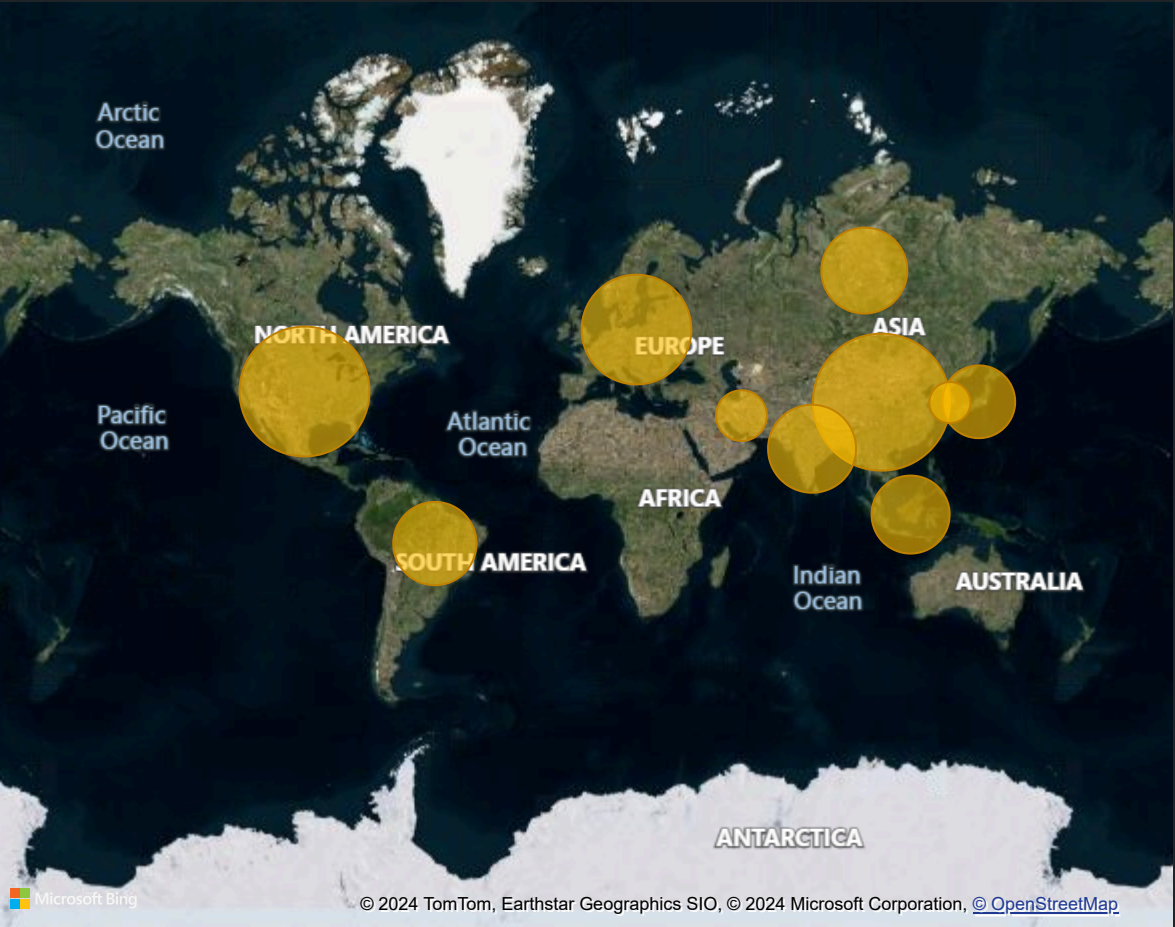 Arctic
Ocean
NORTH AMERICA
ASIA
EUROPE
Pacific
Ocean
Atlantic
Ocean
AFRICA
SOUTH AMERICA
Indian
Ocean
AUSTRALIA
ANTARCTICA
Microsoft Bing
© 2024 TomTom, Earthstar Geographics SIO, © 2024 Microsoft Corporation, © OpenStreetMap